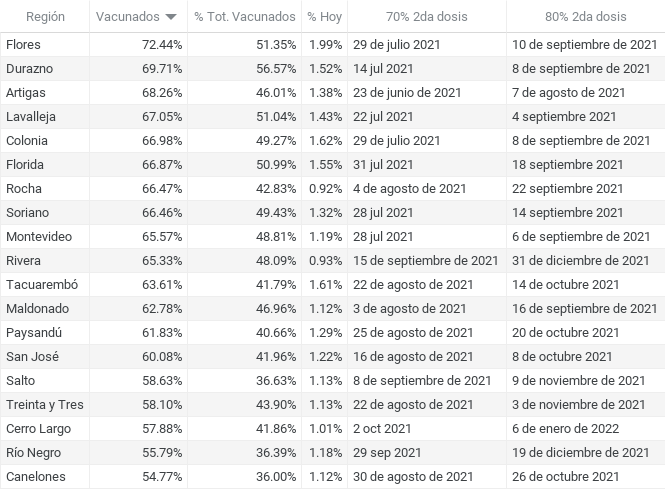 Región Vacunados % Tot. Vacunados % Hoy 70% 2da dosis 80% 2da dosis
Flores 72.44% 51.35% 1.99% 29 de julio 2021 10 de septiembre de 2021
Durazno 69.71% 56.57% 1.52% 14 jul 2021 8 de septiembre de 2021
Artigas 68.26% 46.01% 1.38% 23 de junio de 2021 7 de agosto de 2021
Lavalleja 67.05% 51.04% 1.43% 22 jul 2021 4 septiembre 2021
Colonia 66.98% 49.27% 1.62% 29 de julio 2021 8 de septiembre de 2021
Florida 66.87% 50.99% 1.55% 31 jul 2021 18 septiembre 2021
Rocha 66.47% 42.83% 0.92% 4 de agosto de 2021 22 septiembre 2021
Soriano 66.46% 49.43% 1.32% 28 jul 2021 14 septiembre 2021
Montevideo 65.57% 48.81% 1.19% 28 jul 2021 6 de septiembre de 2021
Rivera 65.33% 48.09% 0.93% 15 de septiembre de 2021 31 de diciembre de 2021
Tacuarembó 63.61% 41.79% 1.61% 22 de agosto de 2021 14 de octubre 2021
Maldonado 62.78% 46.96% 1.12% 3 de agosto de 2021 16 de septiembre de 2021
Paysandú 61.83% 40.66% 1.29% 25 de agosto de 2021 20 de octubre 2021
San José 60.08% 41.96% 1.22% 16 de agosto de 2021 8 de octubre 2021
Salto 58.63% 36.63% 1.13% 8 de septiembre de 2021 9 de noviembre de 2021
Treinta y Tres 58.10% 43.90% 1.13% 22 de agosto de 2021 3 de noviembre de 2021
Cerro Largo 57.88% 41.86% 1.01% 2 oct 2021 6 de enero de 2022
Río Negro 55.79% 36.39% 1.18% 29 sep 2021 19 de diciembre de 2021
Canelones 54.77% 36.00% 1.12% 30 de agosto de 2021 26 de octubre 2021